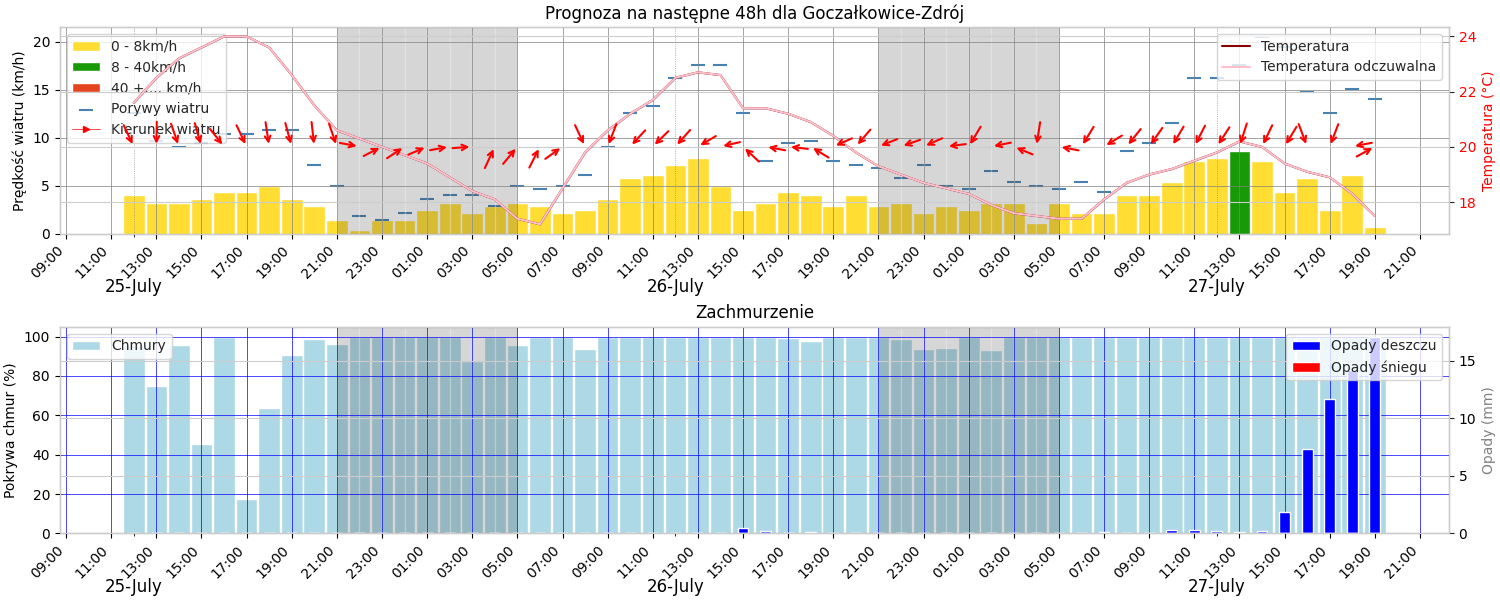 Prognoza na następne 48h dla Goczałkowice-Zdrój
Prędkość wiatru (km/h)
20
15
10
5
0
0 - 8km/h
8 - 40km/h
40 + ... km/h
Porywy wiatru
Kierunek wiatru
Temperatura
Temperatura odczuwalna
24
22
20
18
Temperatura (°C)
09:00 11:00 13:00 15:00 17:00 19:00 21:00 23:00 01:00 03:00 05:00 07:00 09:00 11:00 13:00 15:00 17:00 19:00 21:00 23:00 01:00 03:00 05:00 07:00 09:00 11:00 13:00 15:00 17:00 19:00 21:00
25-July 26-July 27-July
Zachmurzenie
Pokrywa chmur (%)
100
80
60
40
20
0
Chmury
Opady deszczu
Opady śniegu
15
10
5
0
Opady (mm)
09:00 11:00 13:00 15:00 17:00 19:00 21:00 23:00 01:00 03:00 05:00 07:00 09:00 11:00 13:00 15:00 17:00 19:00 21:00 23:00 01:00 03:00 05:00 07:00 09:00 11:00 13:00 15:00 17:00 19:00 21:00
25-July 26-July 27-July